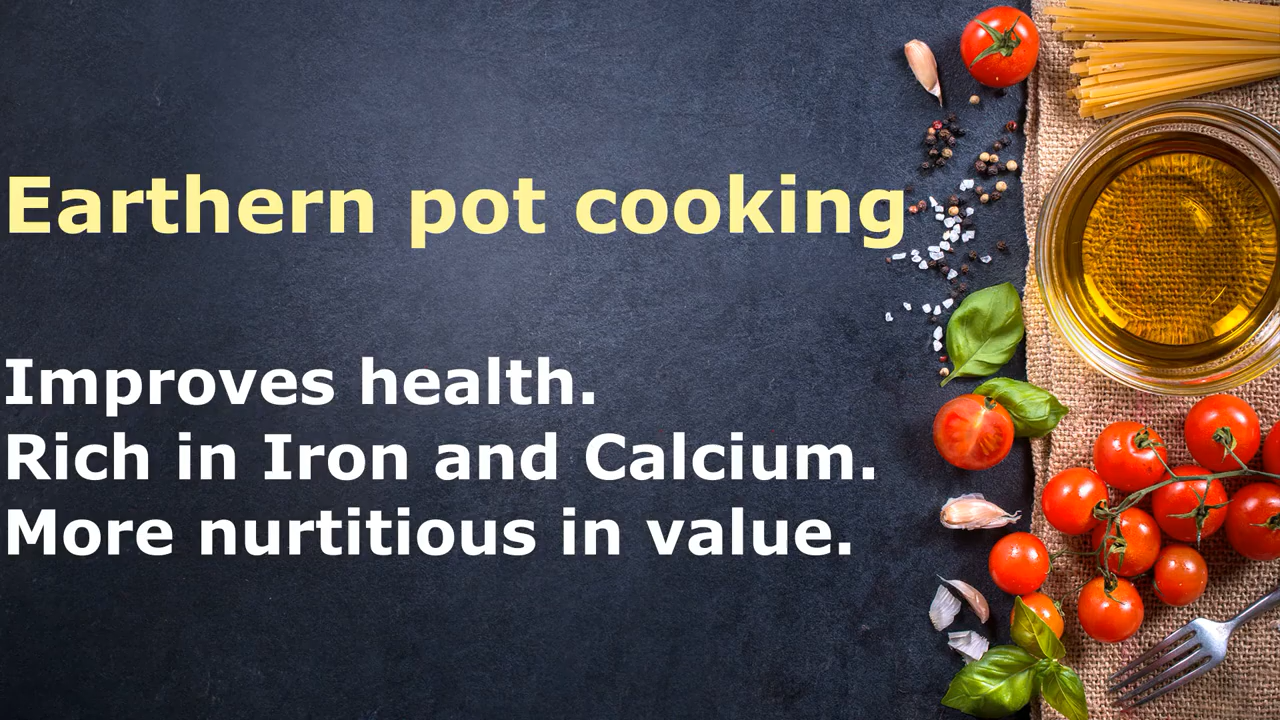 Earthern pot cooking
Improves health.
Rich in Iron and Calcium.
More nurtitious in value.